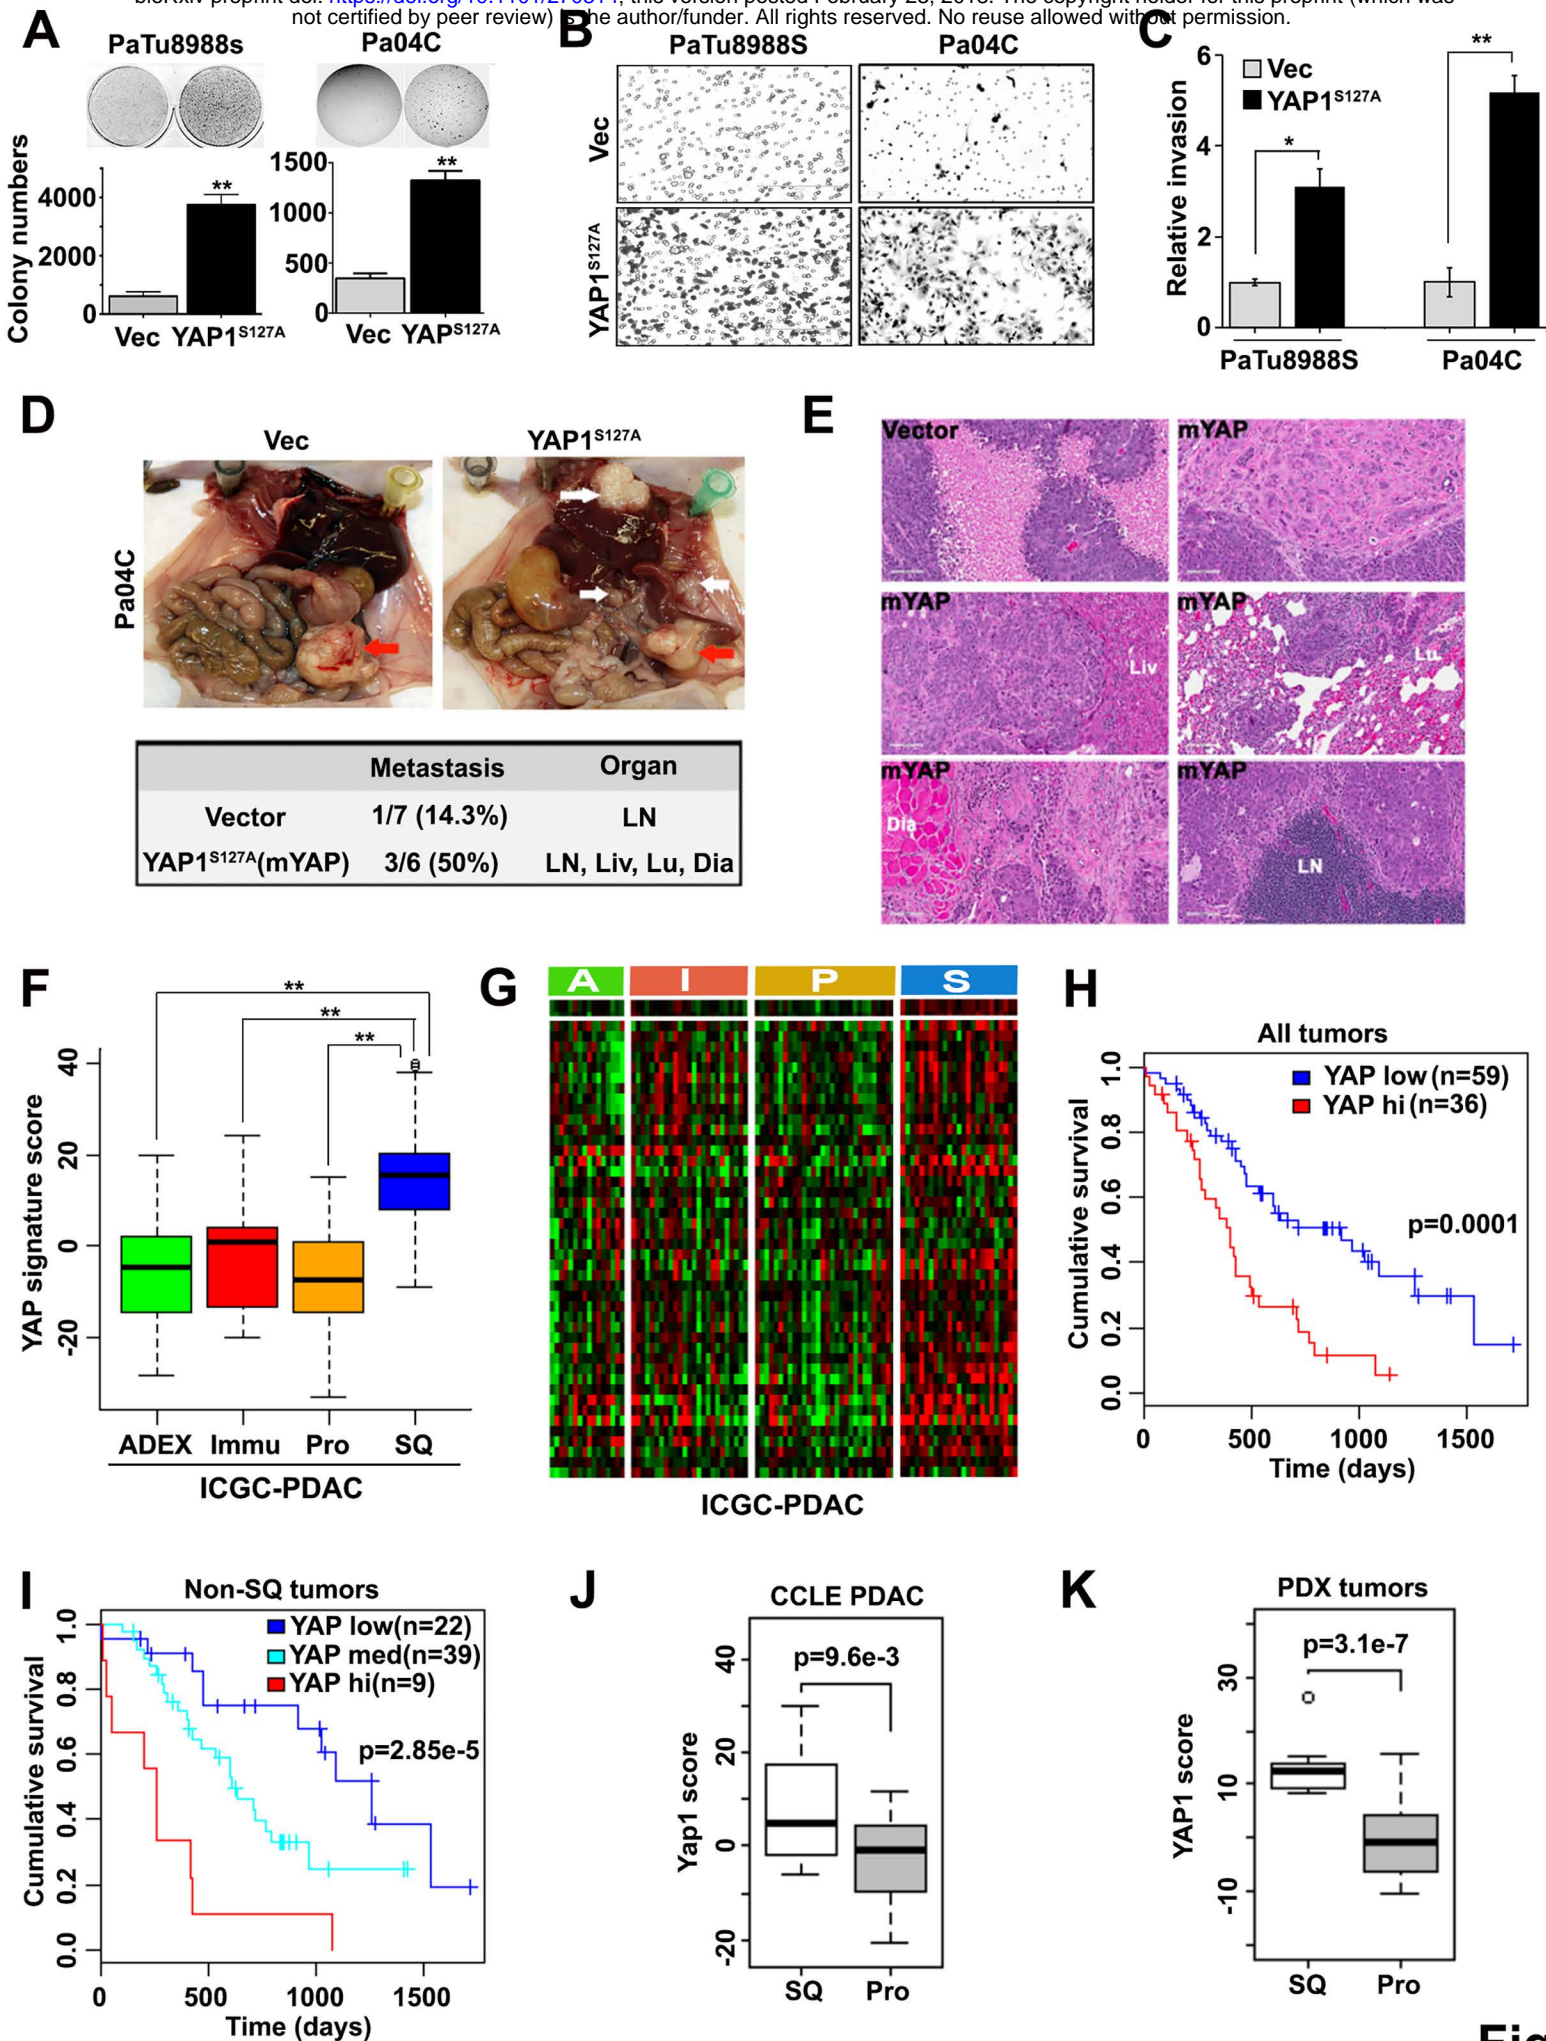 not certified by peer review) is the author/funder. All rights reserved. No reuse allowed without permission.
A
PaTu8988s
Pa04C
Colony numbers
4000
2000
0
**
Vec YAP1S127A
1500
1000
500
0
**
Vec YAPS127A
B
PaTu8988S
Pa04C
Vec
YAP1S127A
C
Relative invasion
6
4
2
0
Vec
YAP1S127A
*
**
PaTu8988S
Pa04C
D
Vec
YAP1S127A
Pa04C
Metastasis Organ
Vector 1/7 (14.3%) LN
YAP1S127A(mYAP) 3/6 (50%) LN, Liv, Lu, Dia
E
Vector
mYAP
mYAP
Liv
mYAP
Lu
mYAP
Dia
mYAP
LN
F
YAP signature score
40
20
0
-20
**
**
**
ADEX Immu Pro SQ
ICGC-PDAC
G
A I P S
ICGC-PDAC
H
All tumors
YAP low (n=59)
YAP hi (n=36)
p=0.0001
Cumulative survival
1.0
0.8
0.6
0.4
0.2
0.0
0 500 1000 1500
Time (days)
I
Non-SQ tumors
YAP low(n=22)
YAP med(n=39)
YAP hi(n=9)
p=2.85e-5
Cumulative survival
1.0
0.8
0.6
0.4
0.2
0.0
0 500 1000 1500
Time (days)
J
CCLE PDAC
p=9.6e-3
Yap1 score
40
20
0
-20
SQ Pro
K
PDX tumors
p=3.1e-7
YAP1 score
30
10
-10
SQ Pro